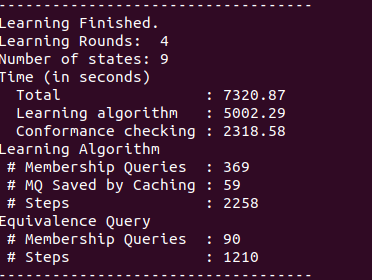 -----------------------------------
Learning Finished.
Learning Rounds:  4
Number of states: 9
Time (in seconds)
  Total                : 7320.87
  Learning algorithm   : 5002.29
  Conformance checking : 2318.58
Learning Algorithm
 # Membership Queries  : 369
 # MQ Saved by Caching : 59
 # Steps               : 2258
Equivalence Query
 # Membership Queries  : 90
 # Steps               : 1210
-----------------------------------